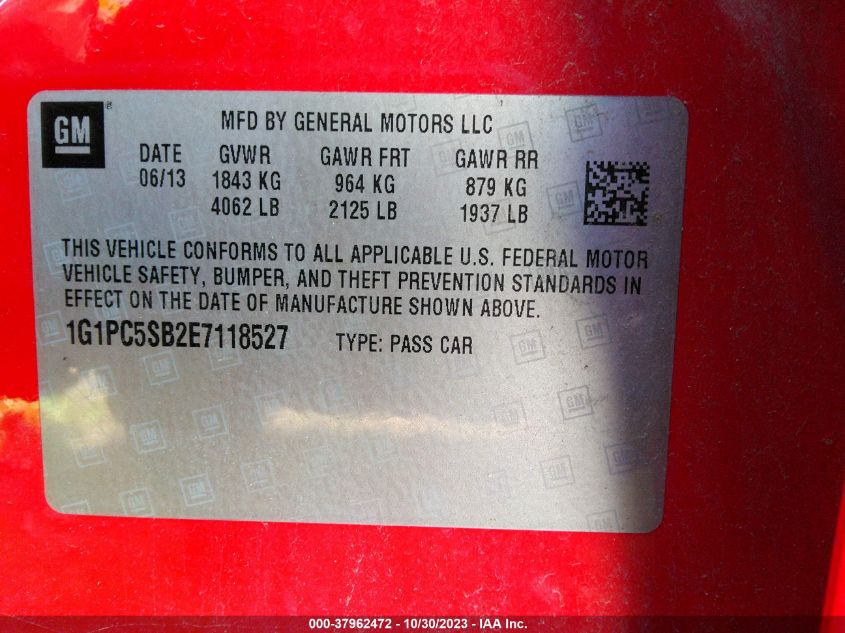 GM
MFD BY GENERAL MOTORS LLC
DATE GVWR GAWR FRT GAWR RR
06/13 1843 KG 964 KG 879 KG
4062 LB 2125 LB 1937 LB
THIS VEHICLE CONFORMS TO ALL APPLICABLE U.S. FEDERAL MOTOR
VEHICLE SAFETY, BUMPER, AND THEFT PREVENTION STANDARDS IN
EFFECT ON THE DATE OF MANUFACTURE SHOWN ABOVE.
1G1PC5SB2E7118527 TYPE: PASS CAR
000-37962472 - 10/30/2023 - IAA Inc.